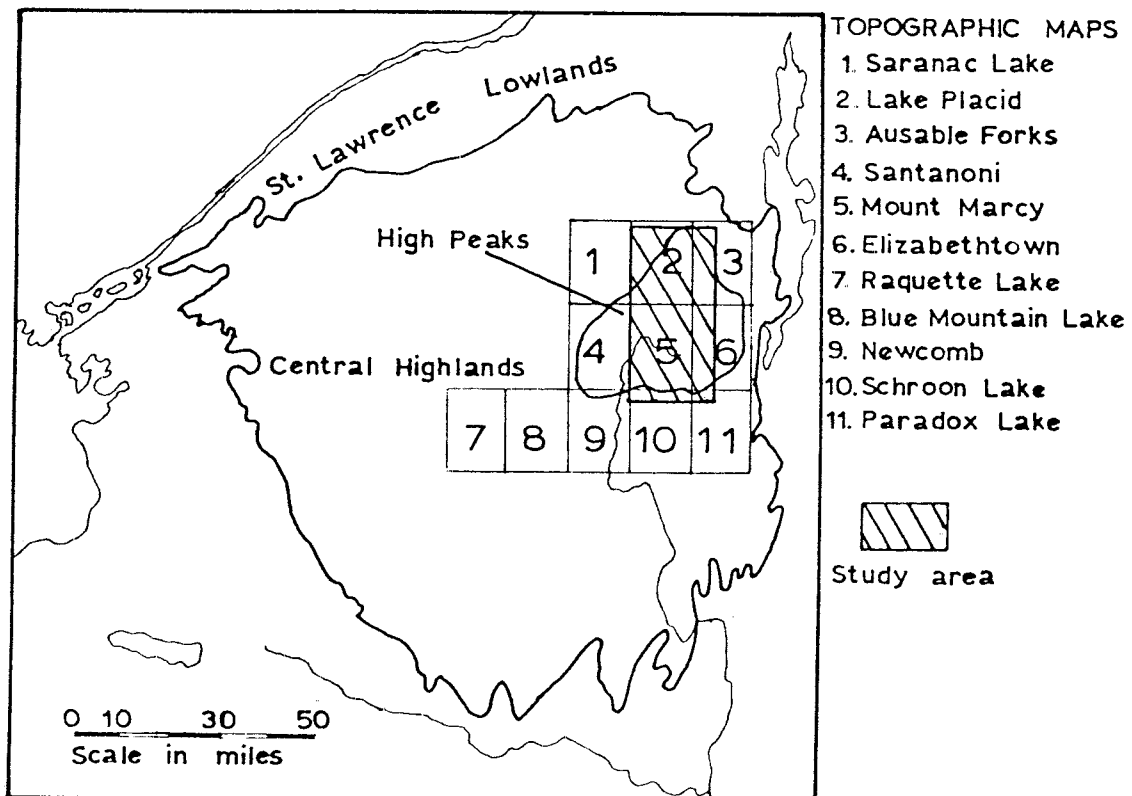 TOPOGRAPHIC MAPS
1. Saranac Lake
2. Lake Placid
3. Ausable Forks
4. Santanoni
5. Mount Marcy
6. Elizabethtown
7. Raquette Lake
8. Blue Mountain Lake
9. Newcomb
10. Schroon Lake
11. Paradox Lake
Study area
St. Lawrence Lowlands
High Peaks
Central Highlands
1 2 3
4 5 6
7 8 9 10 11
0 10 30 50
Scale in miles